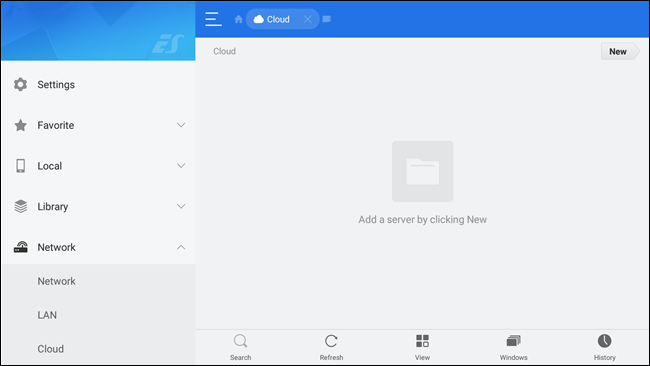 ES
Settings
Favorite
Local
Library
Network
Network
LAN
Cloud
Cloud
Cloud
New
Add a server by clicking New
Search
Refresh
View
Windows
History